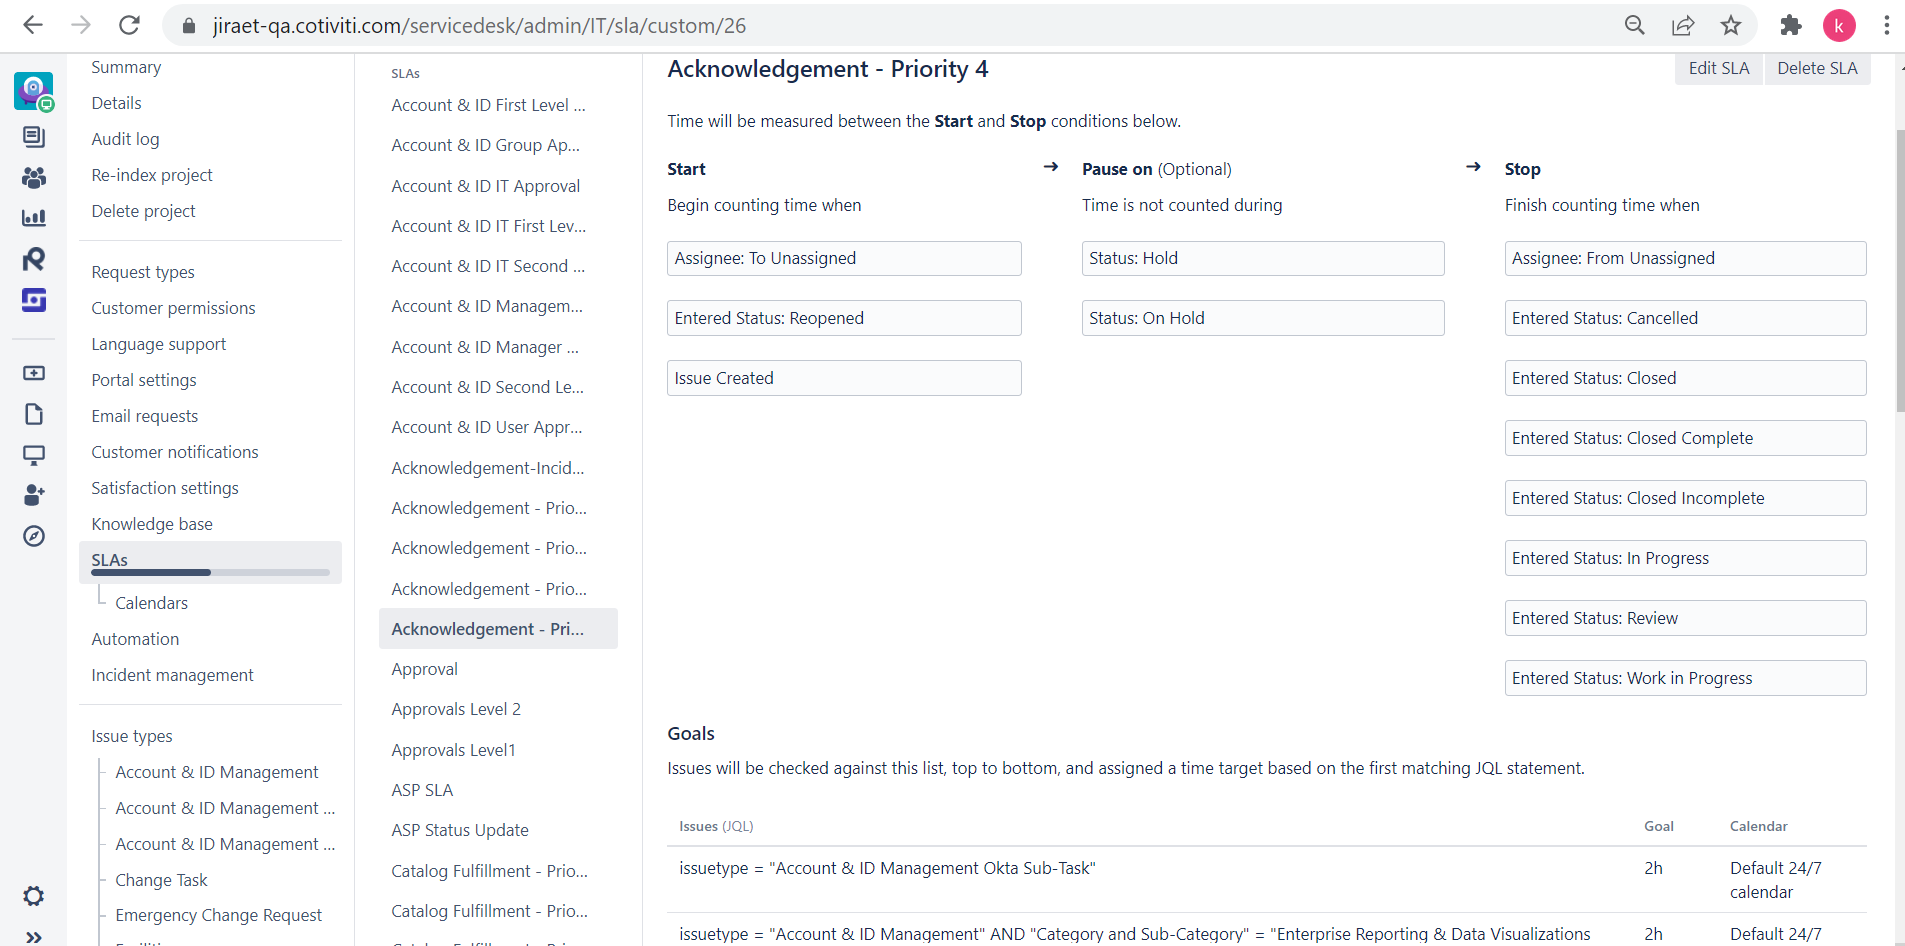 jiraet-qa.cotiviti.com/servicedesk/admin/IT/sla/custom/26
k
Summary
Details
Audit log
Re-index project
Delete project
Request types
Customer permissions
Language support
Portal settings
Email requests
Customer notifications
Satisfaction settings
Knowledge base
SLAs
Calendars
Automation
Incident management
Issue types
Account & ID Management
Account & ID Management ...
Account & ID Management ...
Change Task
Emergency Change Request
SLAs
Account & ID First Level ...
Account & ID Group Ap...
Account & ID IT Approval
Account & ID IT First Lev...
Account & ID IT Second ...
Account & ID Managem...
Account & ID Manager ...
Account & ID Second Le...
Account & ID User Appr...
Acknowledgement-Incid...
Acknowledgement - Prio...
Acknowledgement - Prio...
Acknowledgement - Prio...
Acknowledgement - Pri...
Approval
Approvals Level 2
Approvals Level1
ASP SLA
ASP Status Update
Catalog Fulfillment - Prio...
Catalog Fulfillment - Prio...
Acknowledgement - Priority 4
Edit SLA
Delete SLA
Time will be measured between the Start and Stop conditions below.
Start
Begin counting time when
Assignee: To Unassigned
Entered Status: Reopened
Issue Created
Pause on (Optional)
Time is not counted during
Status: Hold
Status: On Hold
Stop
Finish counting time when
Assignee: From Unassigned
Entered Status: Cancelled
Entered Status: Closed
Entered Status: Closed Complete
Entered Status: Closed Incomplete
Entered Status: In Progress
Entered Status: Review
Entered Status: Work in Progress
Goals
Issues will be checked against this list, top to bottom, and assigned a time target based on the first matching JQL statement.
Issues (JQL) Goal Calendar
issuetype = "Account & ID Management Okta Sub-Task" 2h Default 24/7
calendar
issuetype = "Account & ID Management" AND "Category and Sub-Category" = "Enterprise Reporting & Data Visualizations 2h Default 24/7